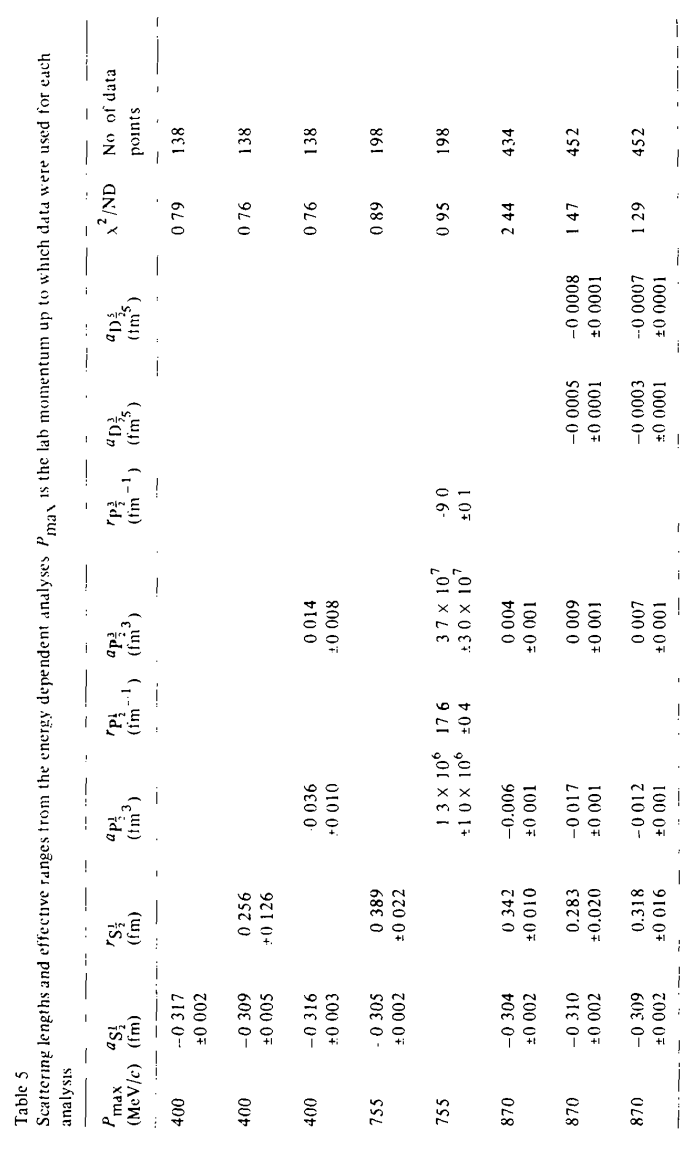 Table 5
Scattering lengths and effective ranges from the energy dependent analyses P_max is the lab momentum up to which data were used for each
analysis
P_max a_S½ r_S½ a_P½ r_P½ a_P3/2 r_P3/2 a_D3/2 a_D5/2 χ²/ND No of data
(MeV/c) (fm) (fm) (fm³) (fm⁻¹) (fm³) (fm⁻¹) (fm⁵) (fm⁵) points
400 -0 317 0 79 138
±0 002
400 -0 309 0 256 0 76 138
±0 005 ±0 126
400 -0 316 -0 036 0 014 0 76 138
±0 003 ±0 010 ±0 008
755 -0 305 0 389 0 89 198
±0 002 ±0 022
755 1 3 × 10⁶ 17 6 3 7 × 10⁷ -9 0 0 95 198
±1 0 × 10⁶ ±0 4 ±3 0 × 10⁷ ±0 1
870 -0 304 0 342 -0.006 0 004 2 44 434
±0 002 ±0 010 ±0 001 ±0 001
870 -0 310 0.283 -0 017 0 009 -0 0005 -0 0008 1 47 452
±0 002 ±0.020 ±0 001 ±0 001 ±0 0001 ±0 0001
870 -0 309 0.318 -0 012 0 007 -0 0003 -0 0007 1 29 452
±0 002 ±0 016 ±0 001 ±0 001 ±0 0001 ±0 0001